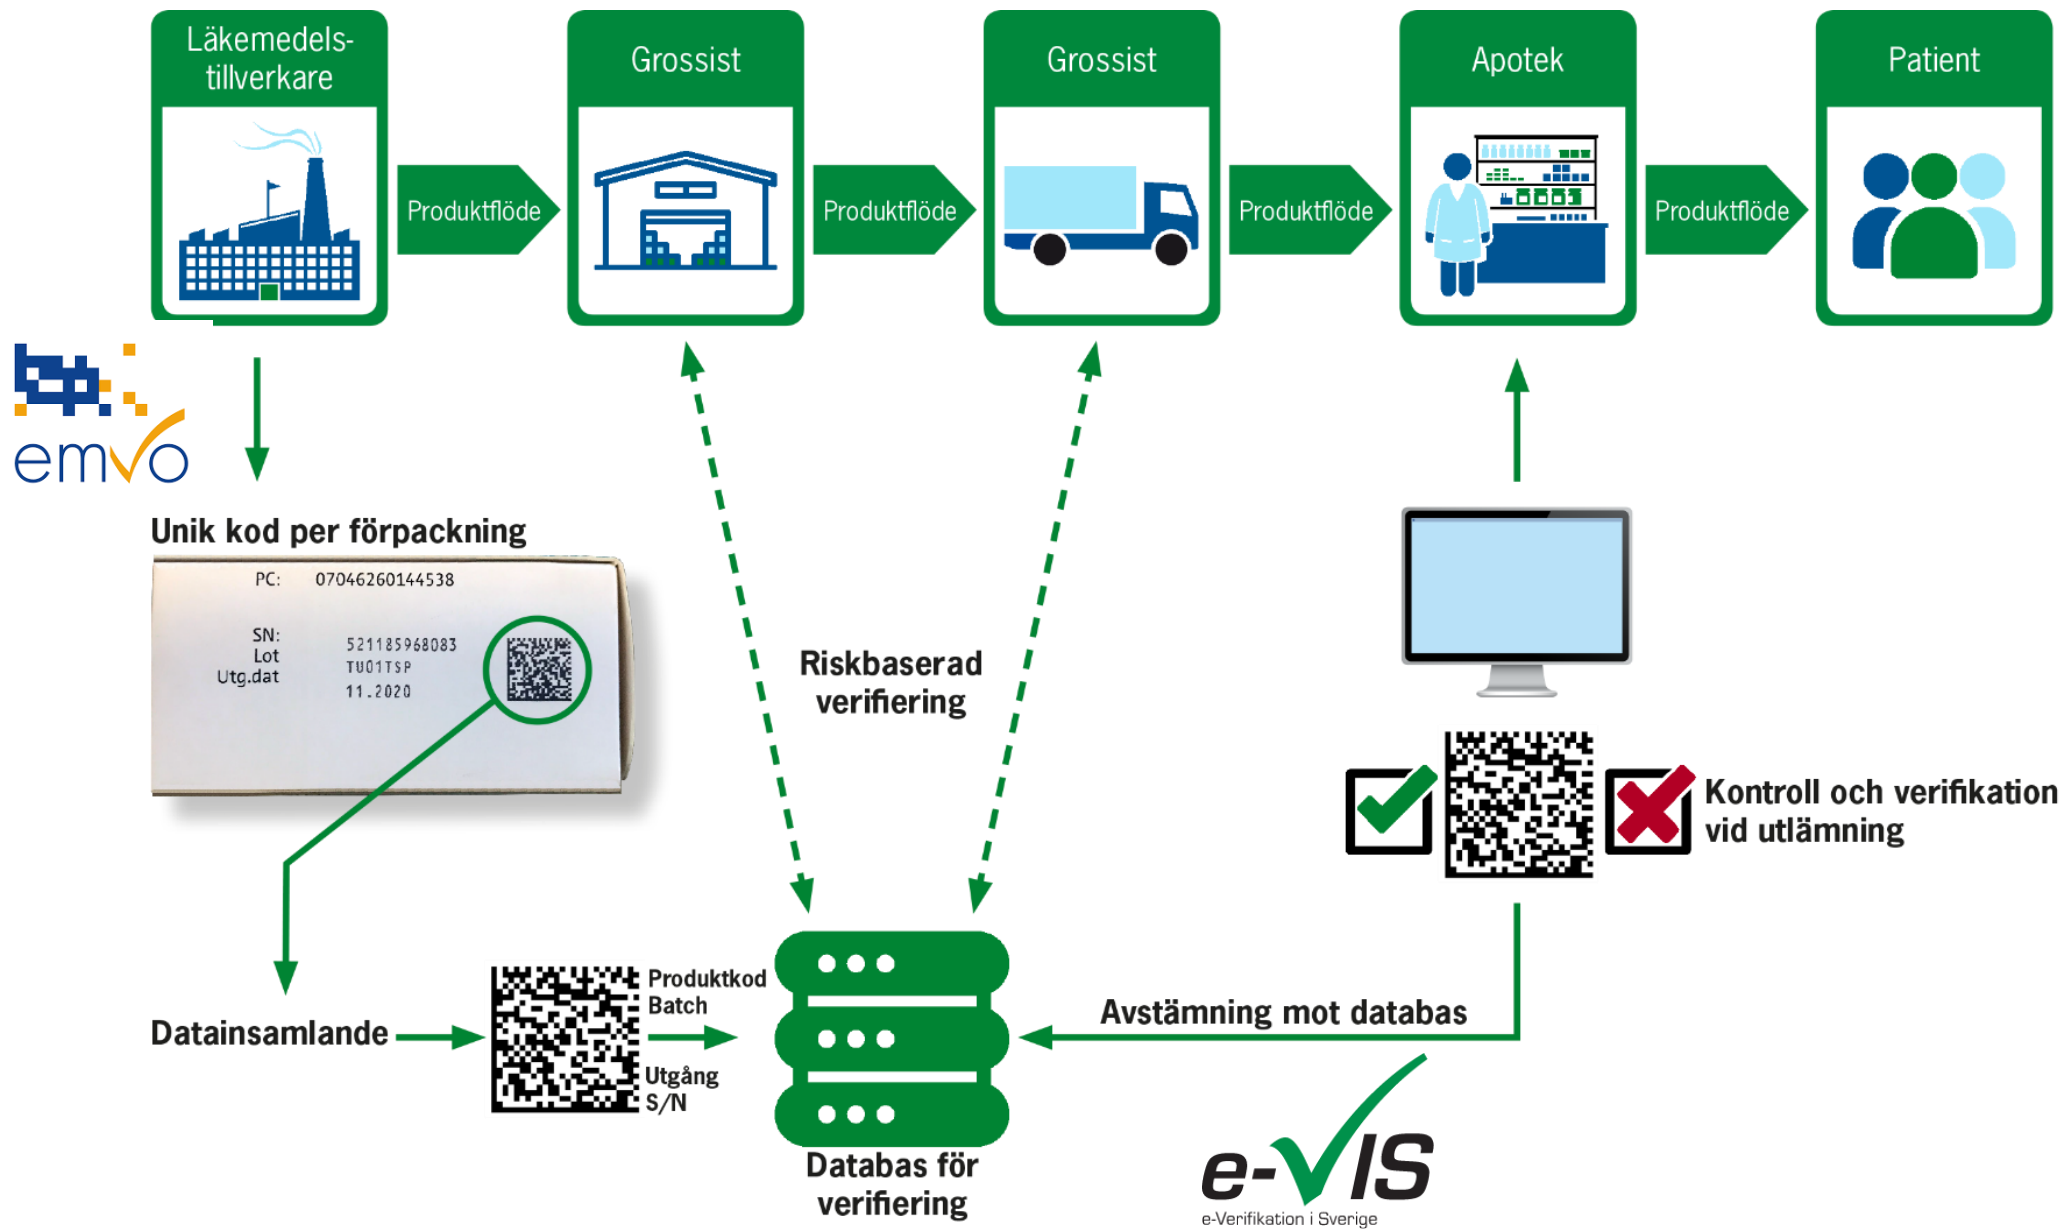 Läkemedels-
tillverkare
Grossist
Grossist
Apotek
Patient
Produktflöde
Produktflöde
Produktflöde
Produktflöde
emvo
Unik kod per förpackning
PC: 07046260144538
SN: 521185968083
Lot TU01TSP
Utg.dat 11.2020
Riskbaserad
verifiering
Kontroll och verifikation
vid utlämning
Datainsamlande
Produktkod
Batch
Utgång
S/N
Avstämning mot databas
Databas för
verifiering
e-VIS
e-Verifikation i Sverige